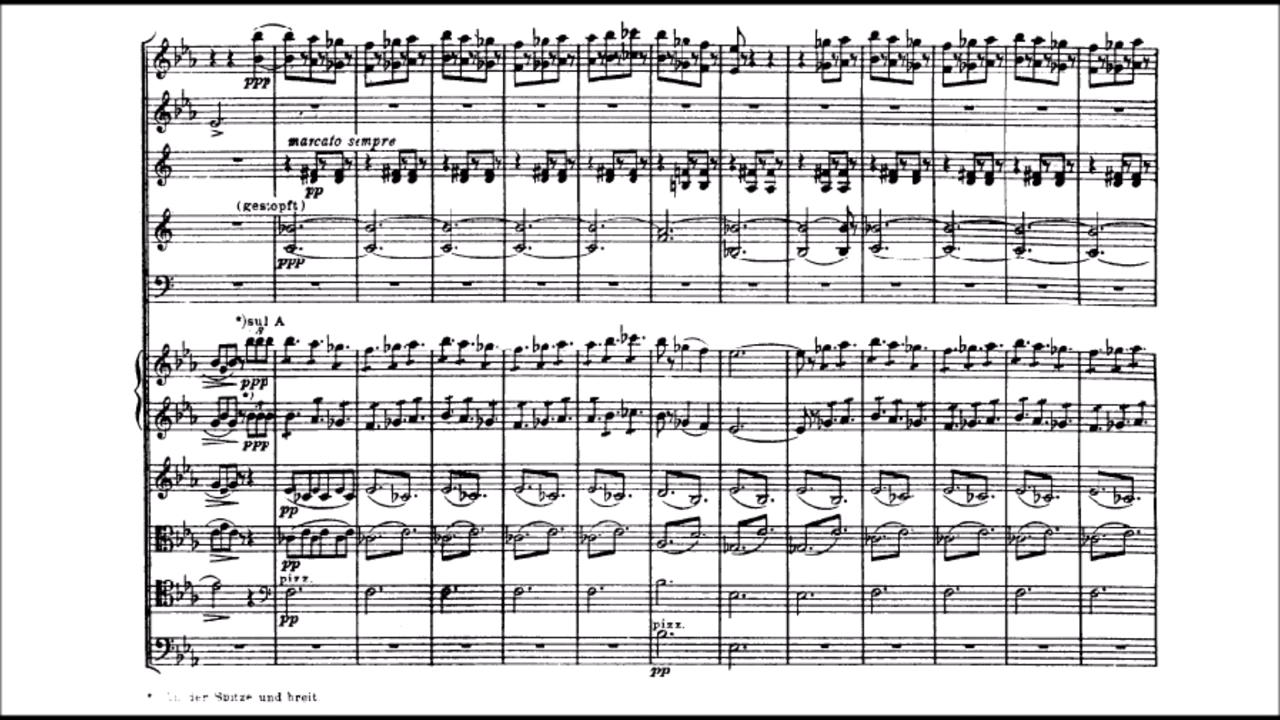 ppp
marcato sempre
pp
(gestopft)
ppp
*)sul A
3
ppp
*)
ppp
pp
pp
pizz.
pp
pizz.
pp
* der Spitze und breit